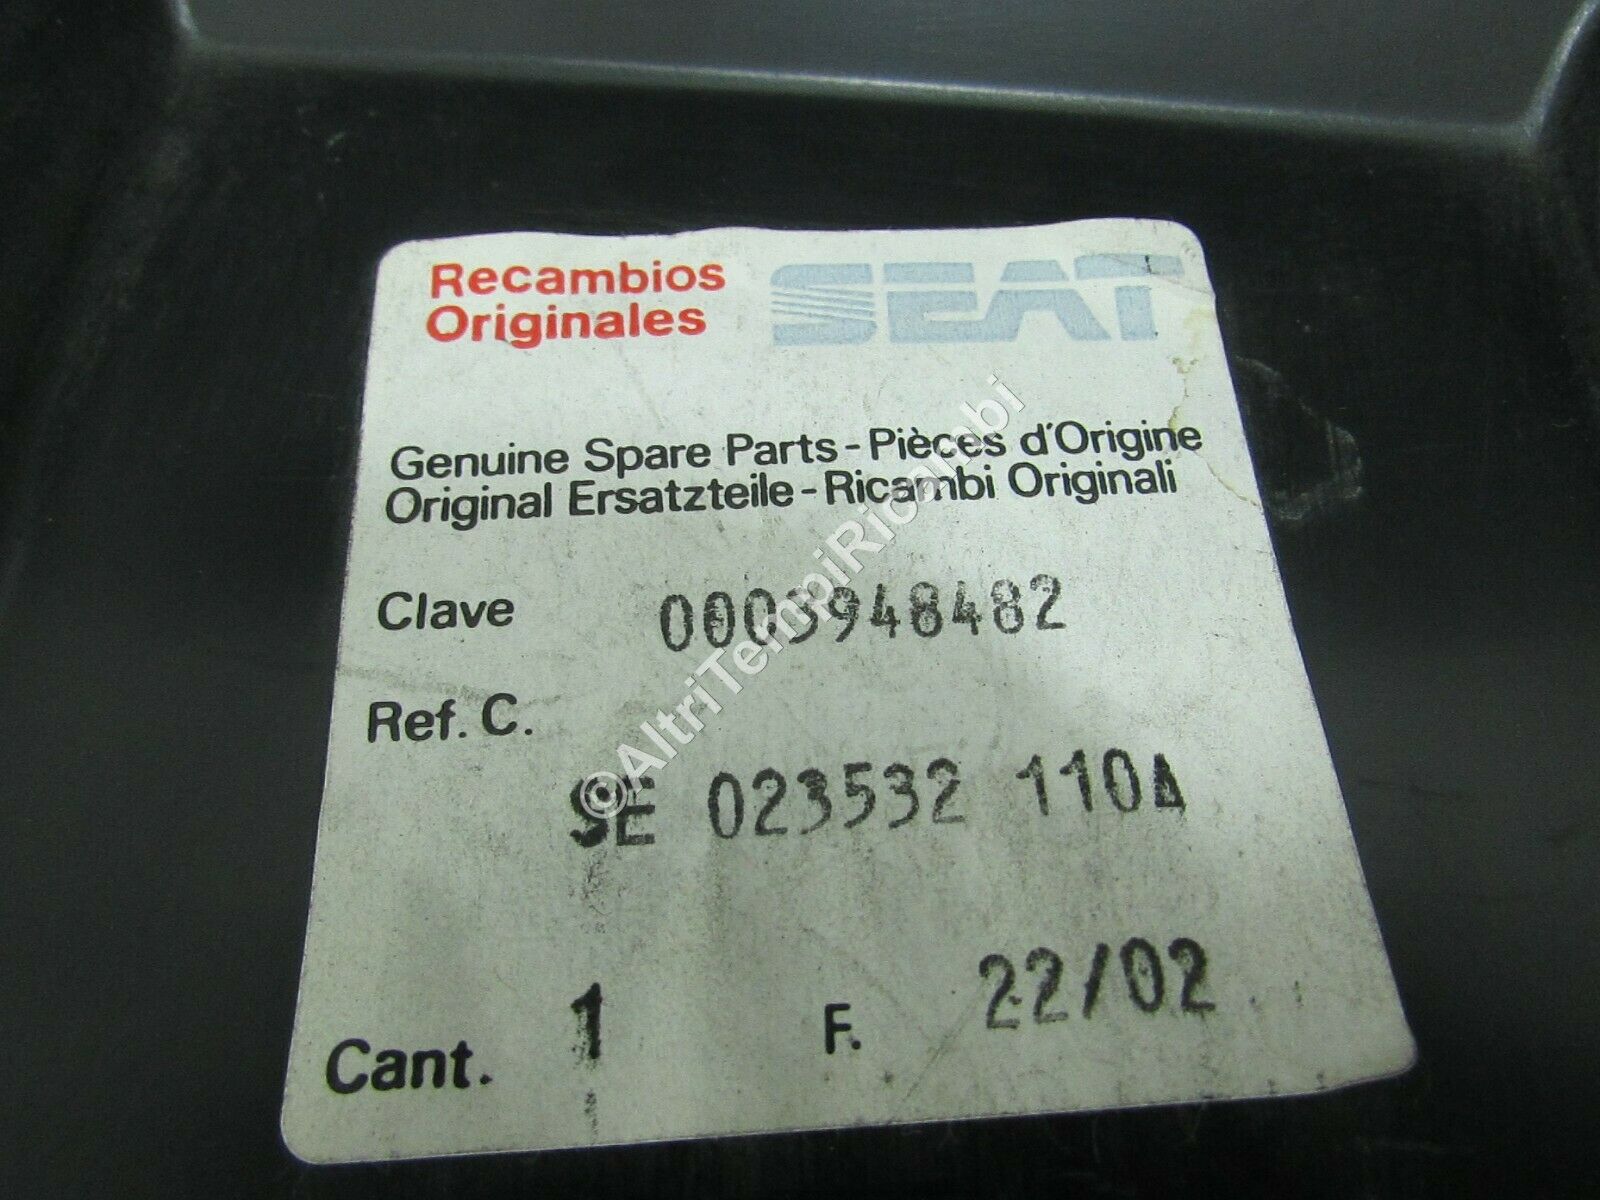 Recambios SEAT
Originales
Genuine Spare Parts-Pièces d'Origine
Original Ersatzteile-Ricambi Originali
Clave 0003948482
Ref. C.
SE 023532 110A
Cant. 1 F. 22/02
©AltriTempiRicambi